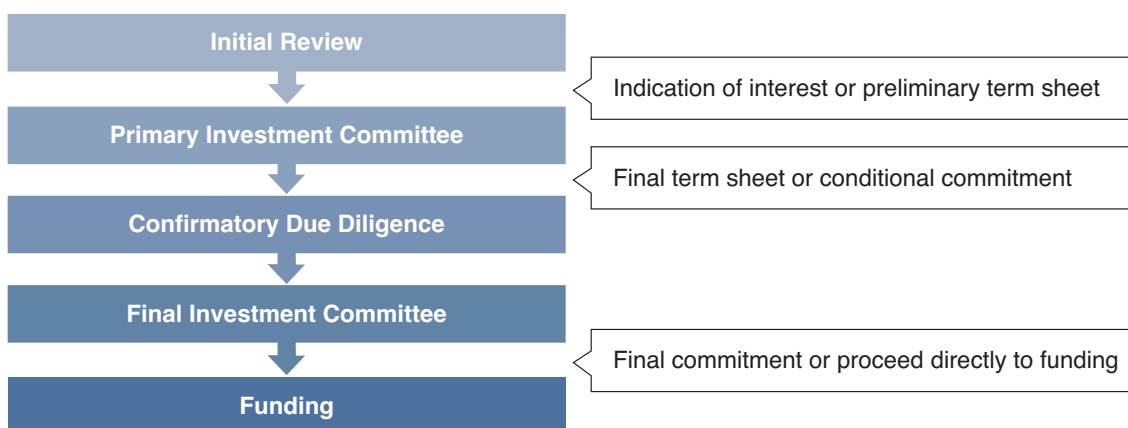 Initial Review
Indication of interest or preliminary term sheet
Primary Investment Committee
Final term sheet or conditional commitment
Confirmatory Due Diligence
Final Investment Committee
Final commitment or proceed directly to funding
Funding